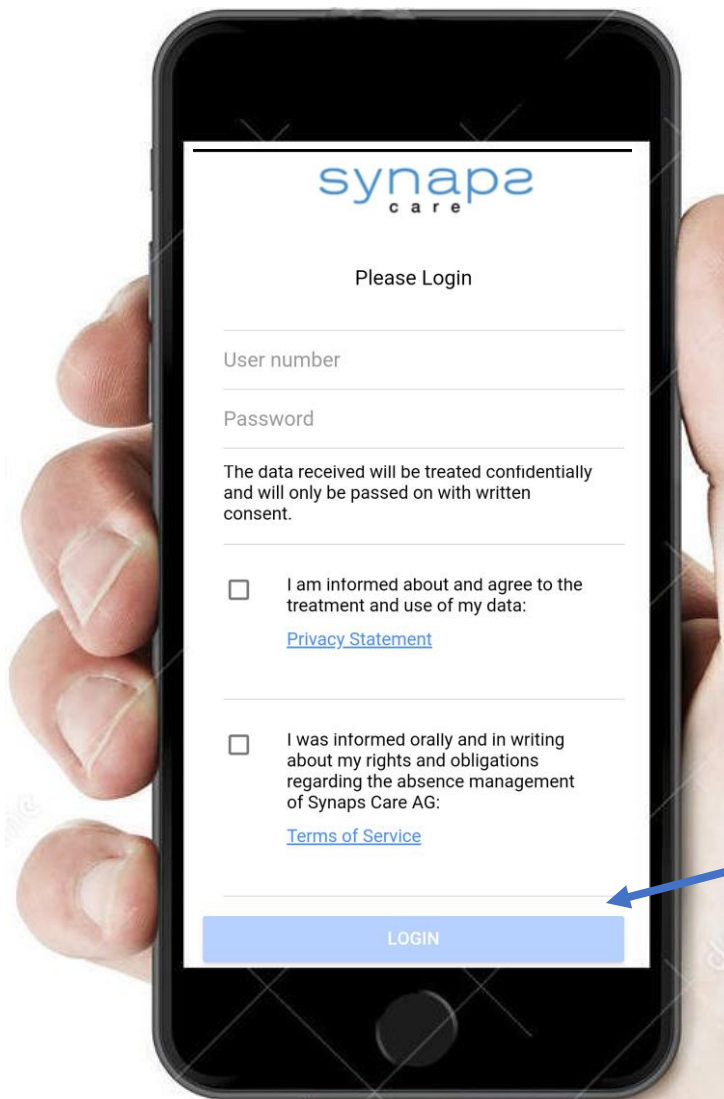 synaps
care
Please Login
User number
Password
The data received will be treated confidentially
and will only be passed on with written
consent.
I am informed about and agree to the
treatment and use of my data:
Privacy Statement
I was informed orally and in writing
about my rights and obligations
regarding the absence management
of Synaps Care AG:
Terms of Service
LOGIN